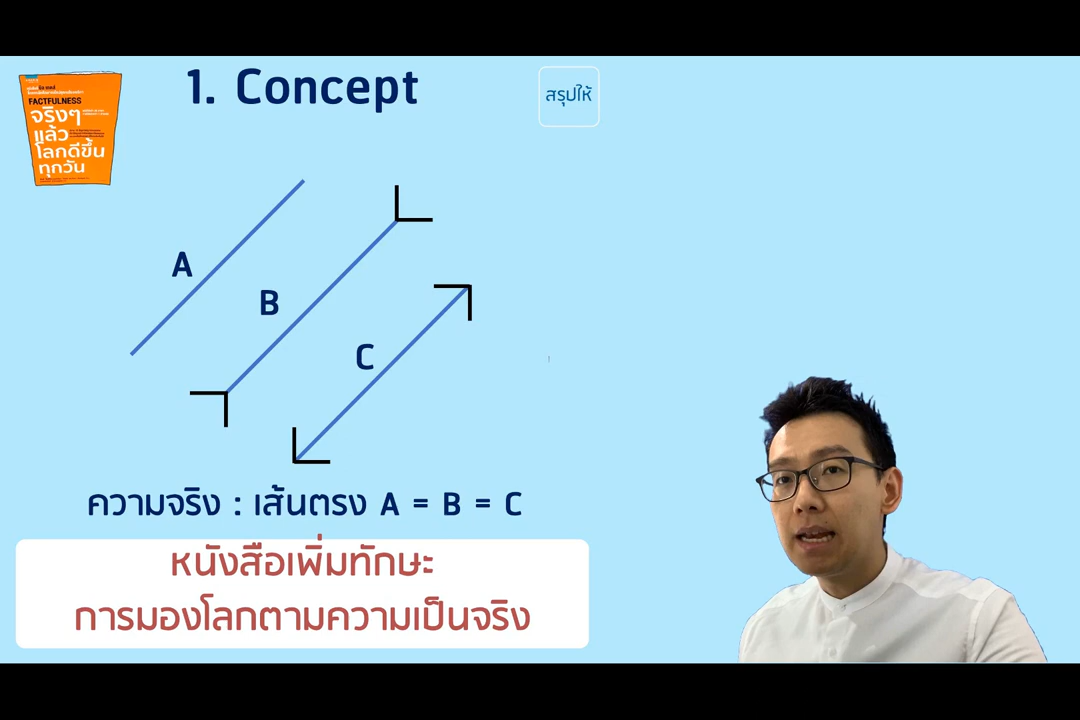 1. Concept
สรุปให้
FACTFULNESS
จริงๆ
แล้ว
โลกดีขึ้น
ทุกวัน
A
B
C
ความจริง : เส้นตรง A = B = C
หนังสือเพิ่มทักษะ
การมองโลกตามความเป็นจริง